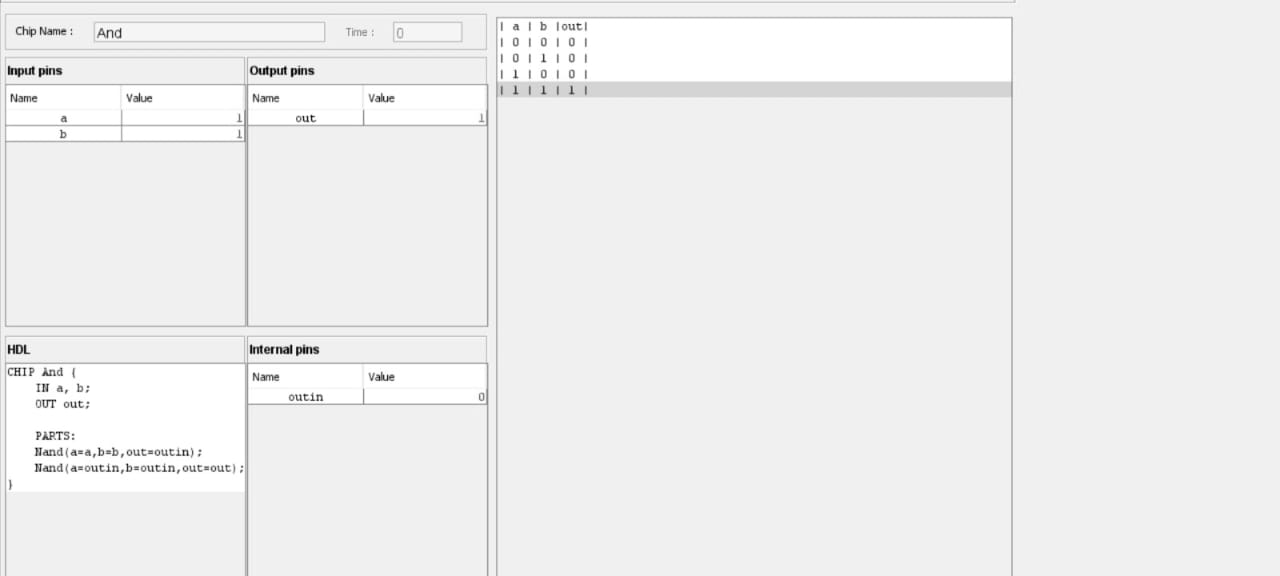 Chip Name : And Time : 0
Input pins
Name Value
a 1
b 1
Output pins
Name Value
out 1
HDL
CHIP And {
    IN a, b;
    OUT out;

    PARTS:
    Nand(a=a,b=b,out=outin);
    Nand(a=outin,b=outin,out=out);
}
Internal pins
Name Value
outin 0
| a | b |out|
| 0 | 0 | 0 |
| 0 | 1 | 0 |
| 1 | 0 | 0 |
| 1 | 1 | 1 |